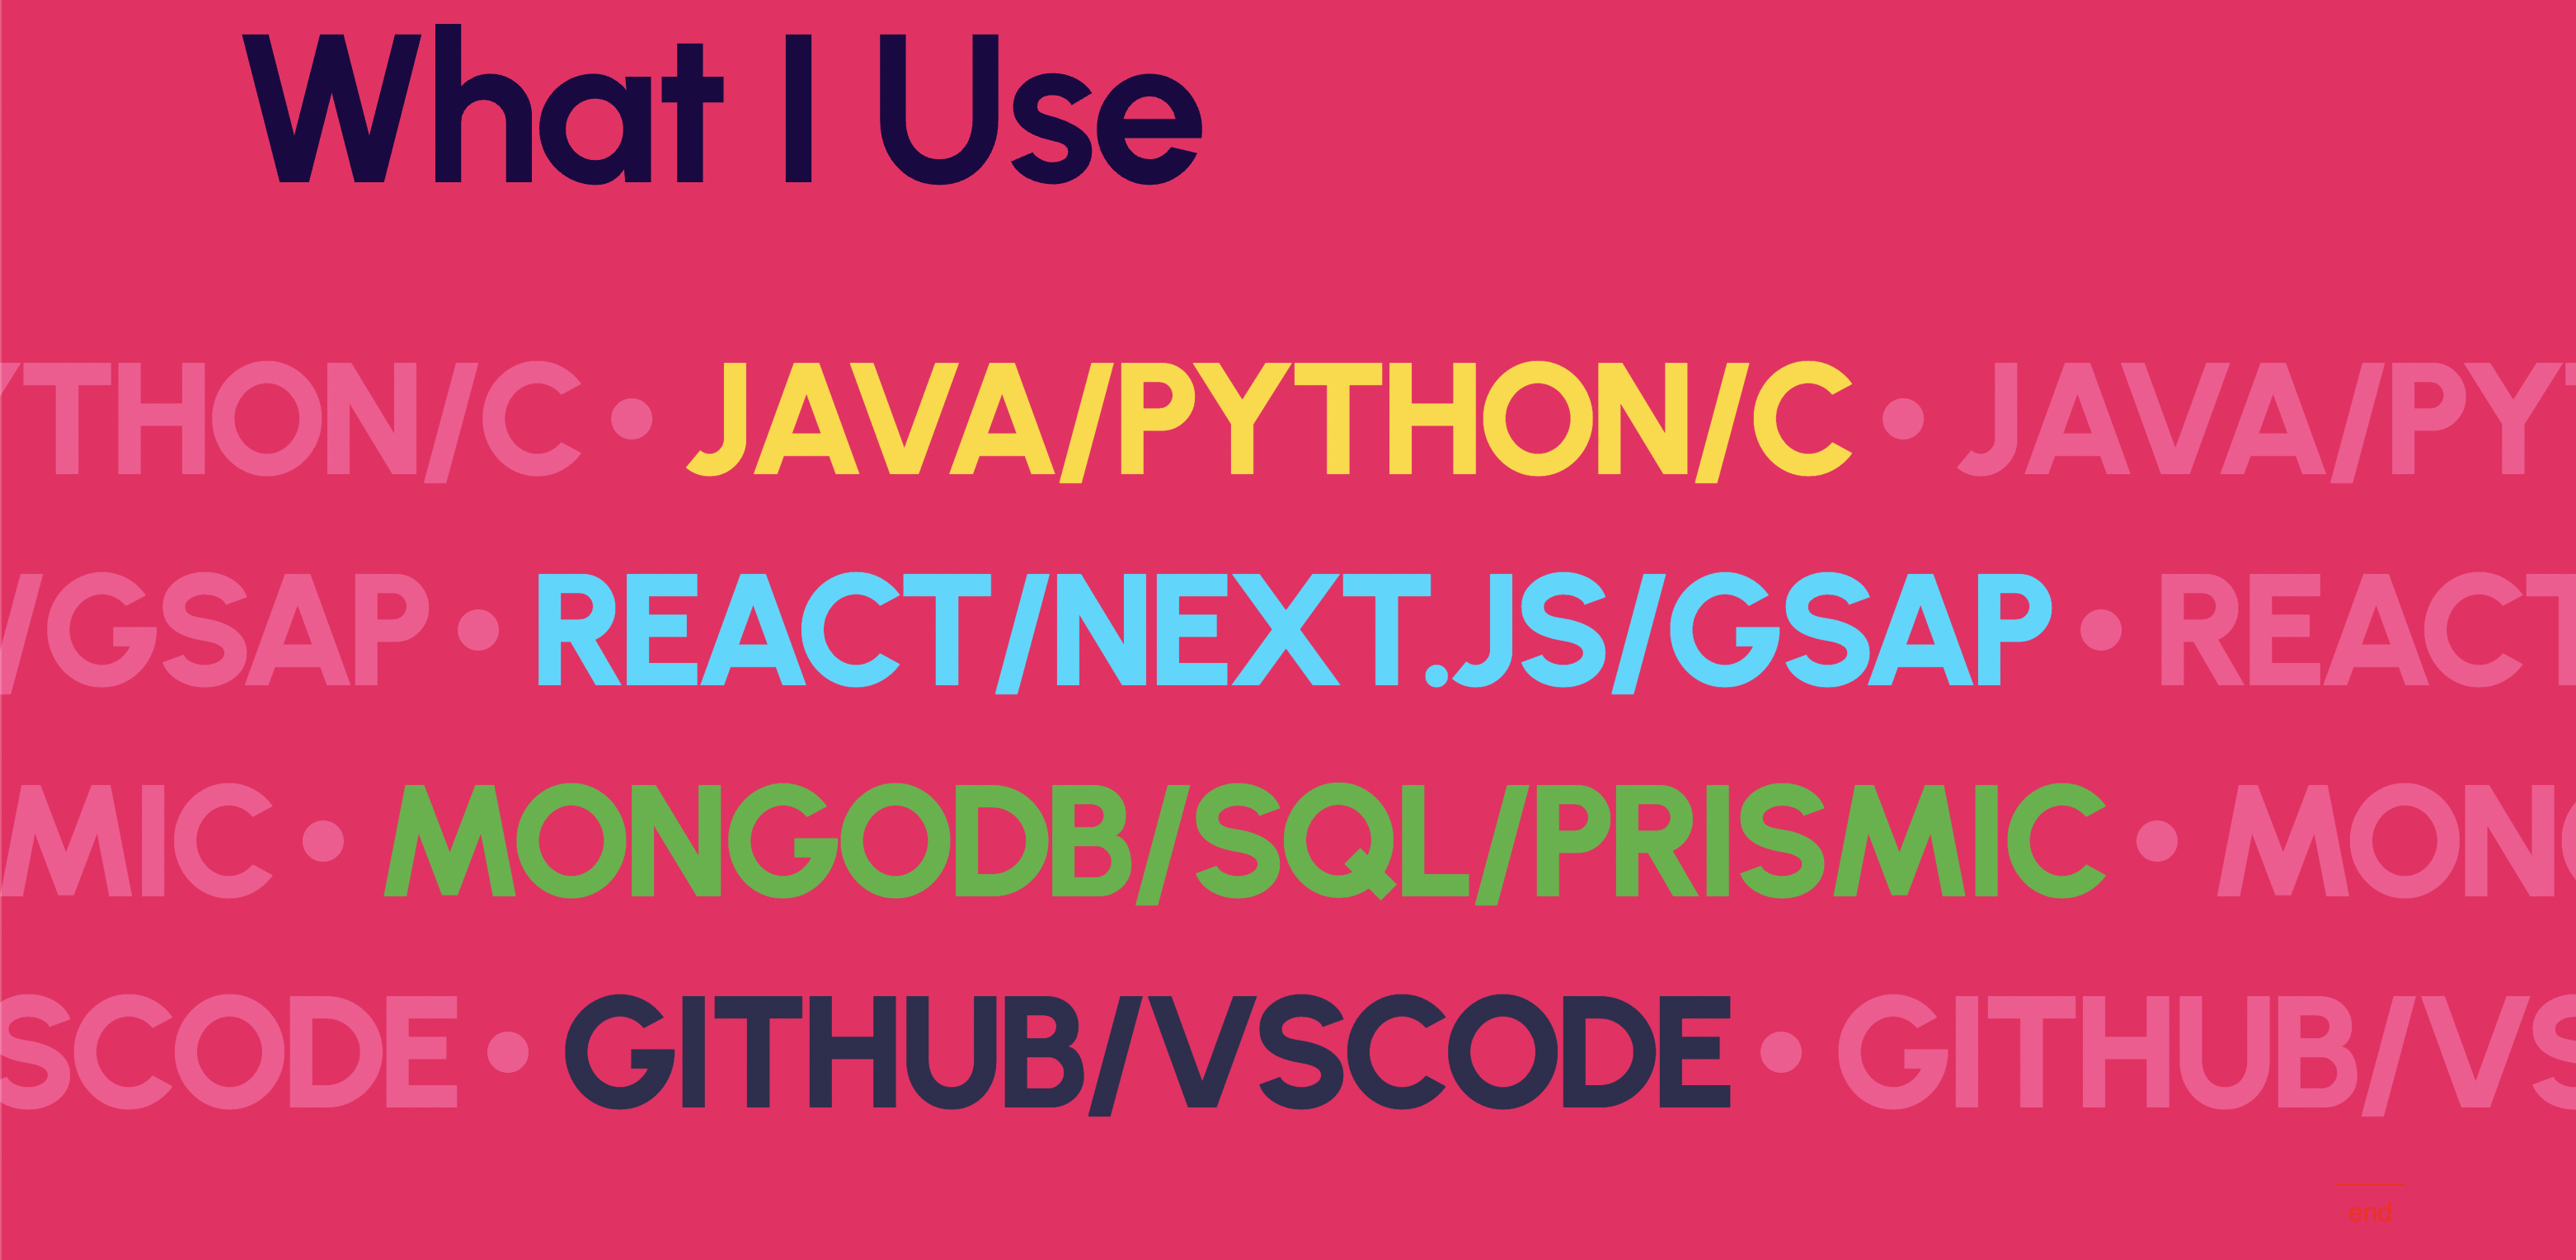 What I Use
YTHON/C • JAVA/PYTHON/C • JAVA/PYT
/GSAP • REACT/NEXT.JS/GSAP • REACT
MIC • MONGODB/SQL/PRISMIC • MONG
SCODE • GITHUB/VSCODE • GITHUB/VS
end